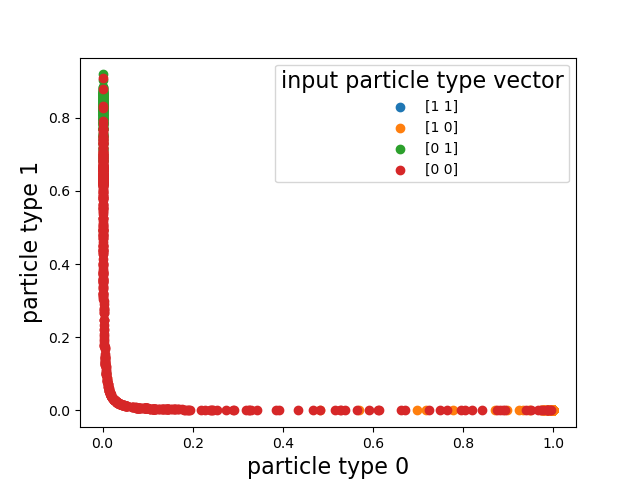 input particle type vector
[1 1]
[1 0]
[0 1]
[0 0]
particle type 1
0.8
0.6
0.4
0.2
0.0
0.0 0.2 0.4 0.6 0.8 1.0
particle type 0